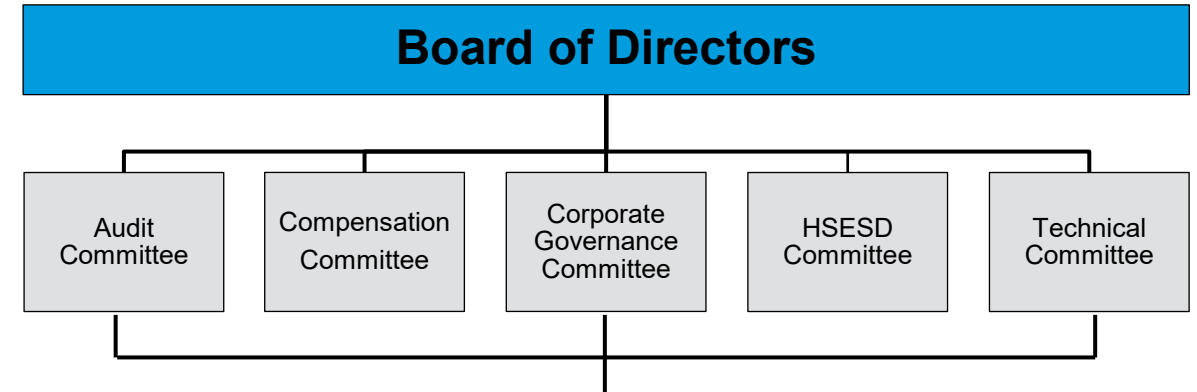 Board of Directors
Audit
Committee
Compensation
Committee
Corporate
Governance
Committee
HSESD
Committee
Technical
Committee